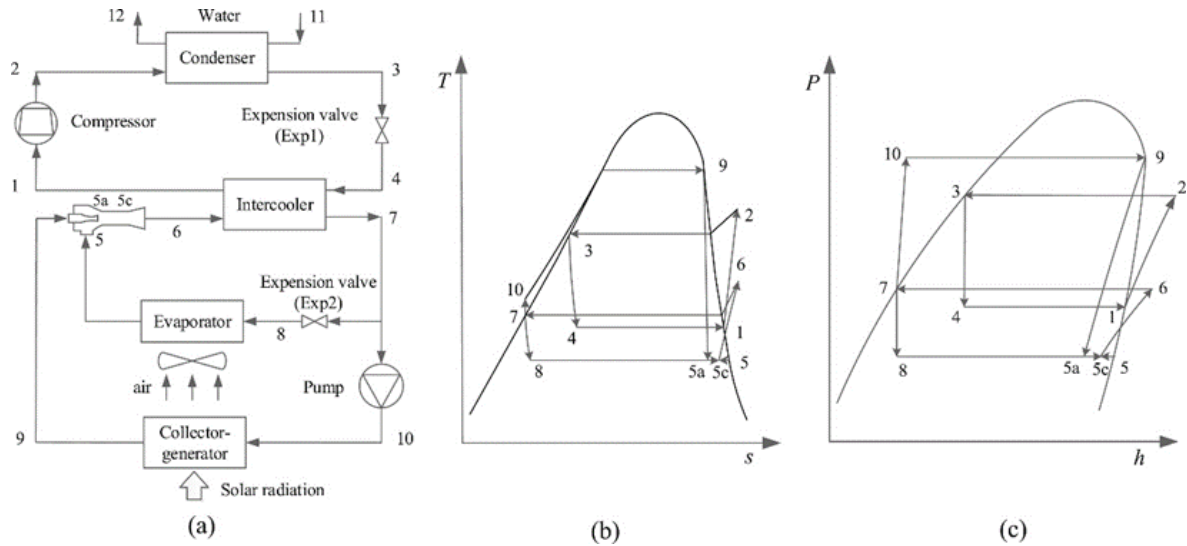 12
Water
11
Condenser
2
3
Compressor
Expension valve
(Exp1)
1
4
Intercooler
5a
5c
5
6
7
Expension valve
(Exp2)
Evaporator
8
air
Pump
9
Collector-
generator
10
Solar radiation
(a)
T
9
2
3
6
10
7
1
4
8
5a
5c
5
s
(b)
P
10
9
3
2
7
6
4
1
8
5a
5c
5
h
(c)